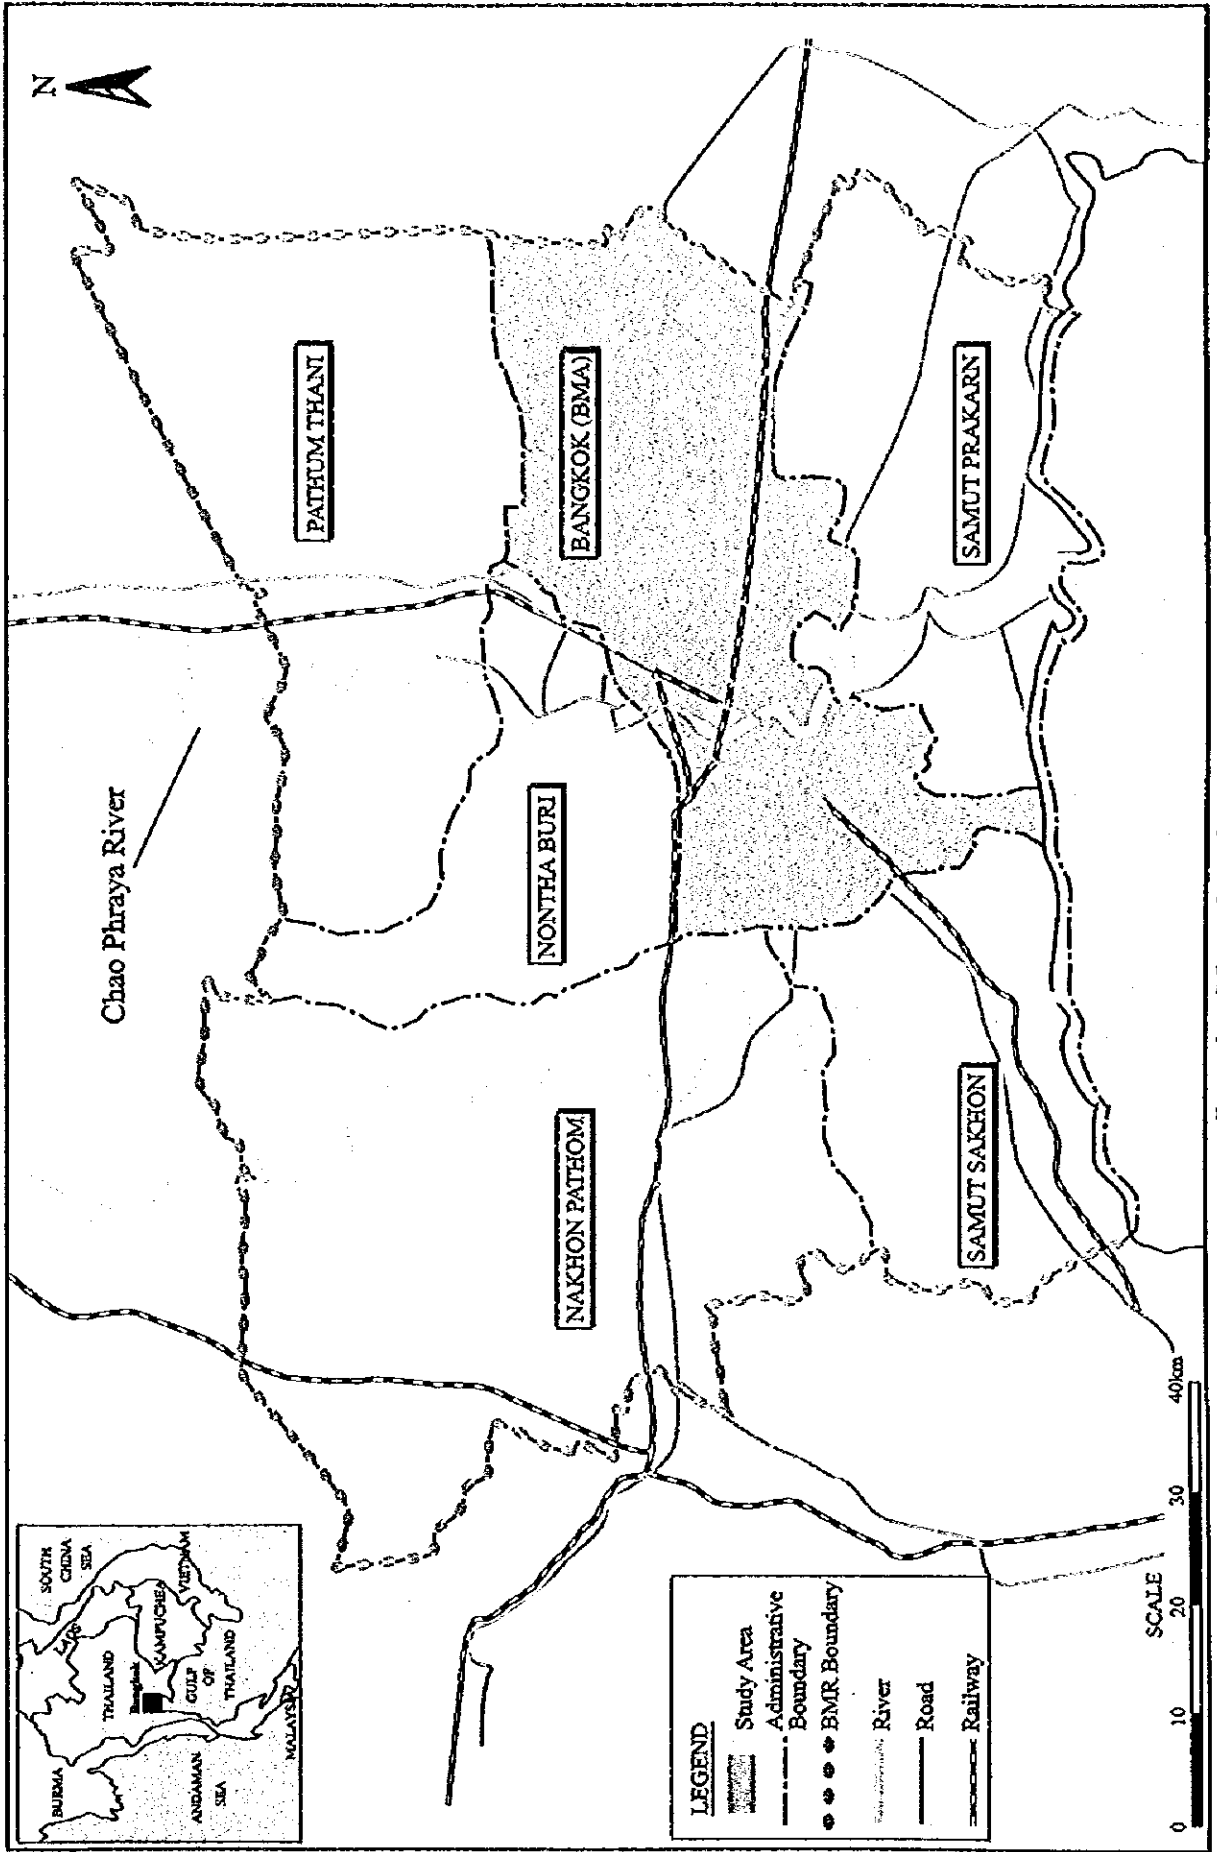 N
Chao Phraya River
PATHUM THANI
NONTHA BURI
BANGKOK (BMA)
NAKHON PATHOM
SAMUT PRAKARN
SAMUT SAKHON
SOUTH
CHINA
SEA
BURMA
LAOS
THAILAND
VIETNAM
KAMPUCHEA
Bangkok
GULF
OF
THAILAND
ANDAMAN
SEA
MALAYSIA
LEGEND
Study Area
Administrative
Boundary
BMR Boundary
River
Road
Railway
SCALE
0 10 20 30 40km